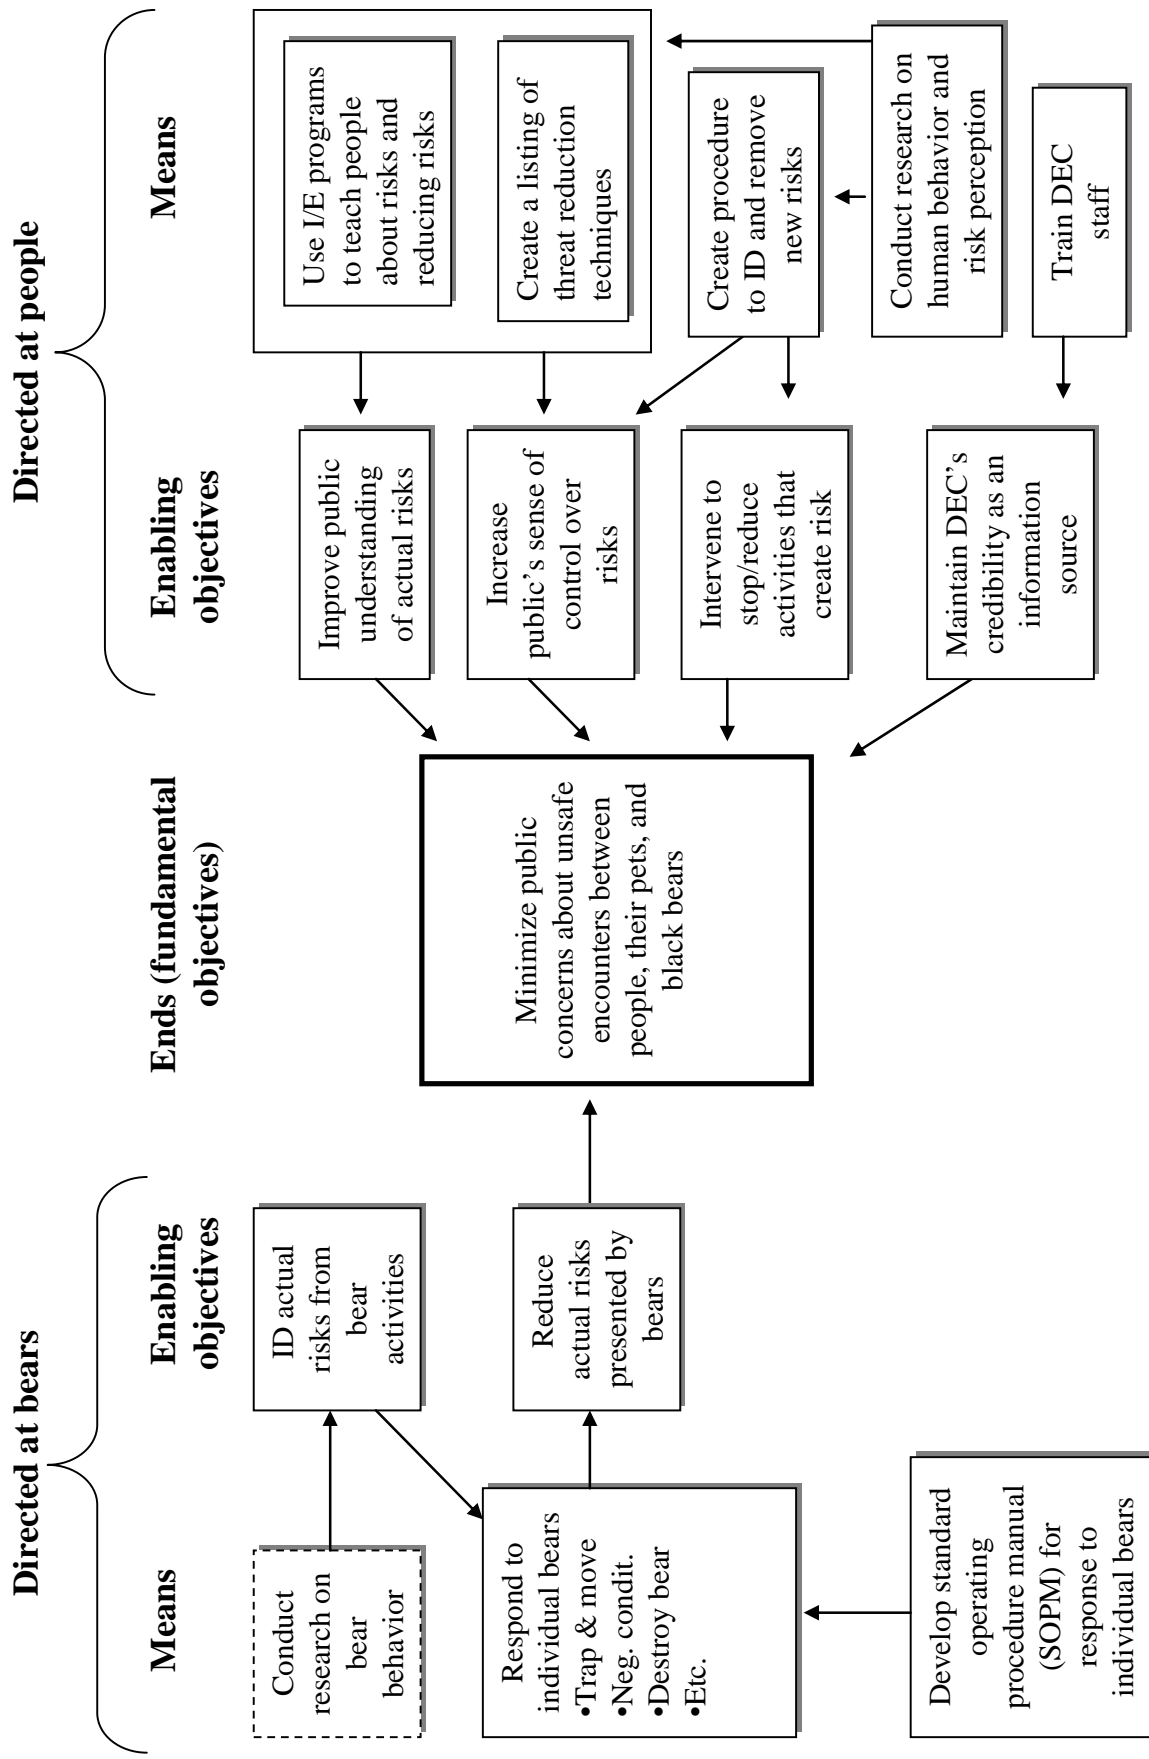 Directed at bears
Directed at people
Means
Enabling
objectives
Ends (fundamental
objectives)
Enabling
objectives
Means
Conduct
research on
bear
behavior
Respond to
individual bears
•Trap & move
•Neg. condit.
•Destroy bear
•Etc.
Develop standard
operating
procedure manual
(SOPM) for
response to
individual bears
ID actual
risks from
bear
activities
Reduce
actual risks
presented by
bears
Minimize public
concerns about unsafe
encounters between
people, their pets, and
black bears
Improve public
understanding
of actual risks
Increase
public’s sense of
control over
risks
Intervene to
stop/reduce
activities that
create risk
Maintain DEC’s
credibility as an
information
source
Use I/E programs
to teach people
about risks and
reducing risks
Create a listing of
threat reduction
techniques
Create procedure
to ID and remove
new risks
Conduct research on
human behavior and
risk perception
Train DEC
staff